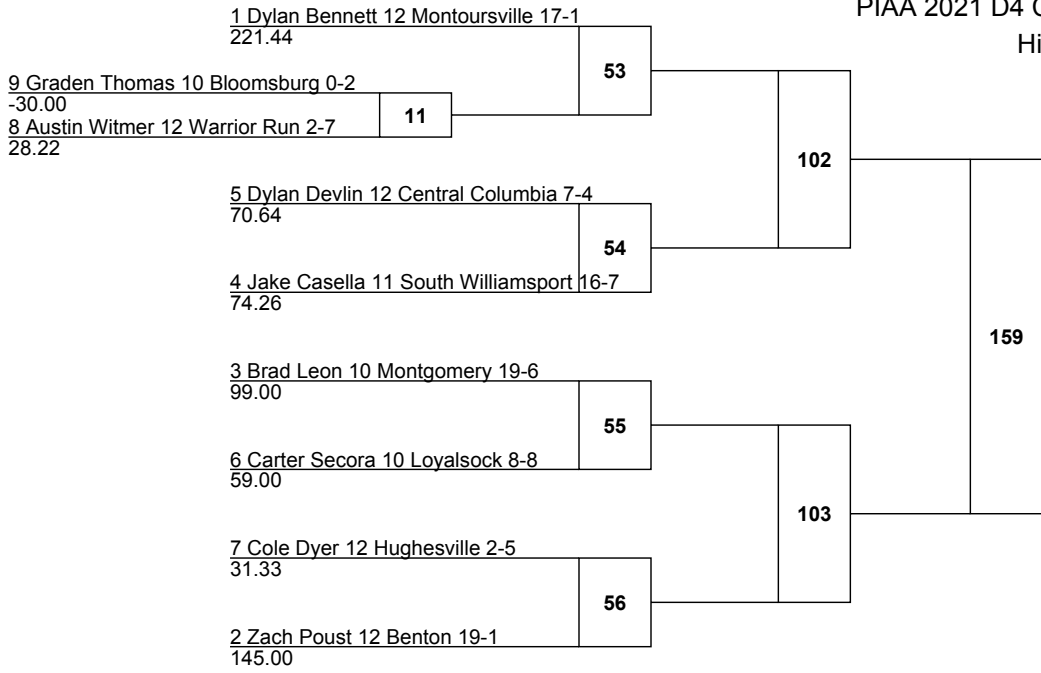 PIAA 2021 D4
1 Dylan Bennett 12 Montoursville 17-1
221.44
Hi
53
9 Graden Thomas 10 Bloomsburg 0-2
-30.00
11
8 Austin Witmer 12 Warrior Run 2-7
28.22
102
5 Dylan Devlin 12 Central Columbia 7-4
70.64
54
4 Jake Casella 11 South Williamsport 16-7
74.26
159
3 Brad Leon 10 Montgomery 19-6
99.00
55
6 Carter Secora 10 Loyalsock 8-8
59.00
103
7 Cole Dyer 12 Hughesville 2-5
31.33
56
2 Zach Poust 12 Benton 19-1
145.00